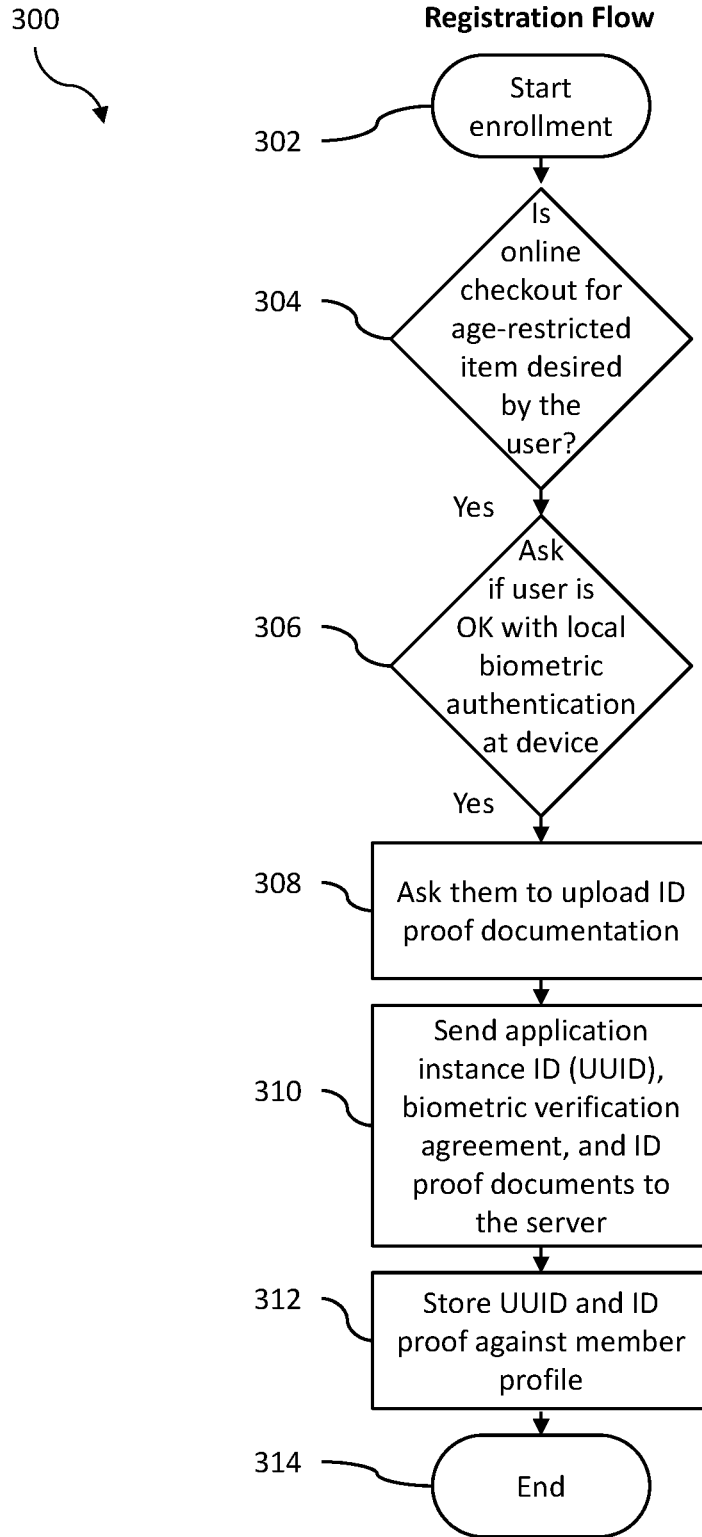 300
Registration Flow
Start
enrollment
302
Is
online
checkout for
age-restricted
item desired
by the
user?
304
Yes
Ask
if user is
OK with local
biometric
authentication
at device
306
Yes
308
Ask them to upload ID
proof documentation
Send application
instance ID (UUID),
biometric verification
agreement, and ID
proof documents to
the server
310
312
Store UUID and ID
proof against member
profile
314
End